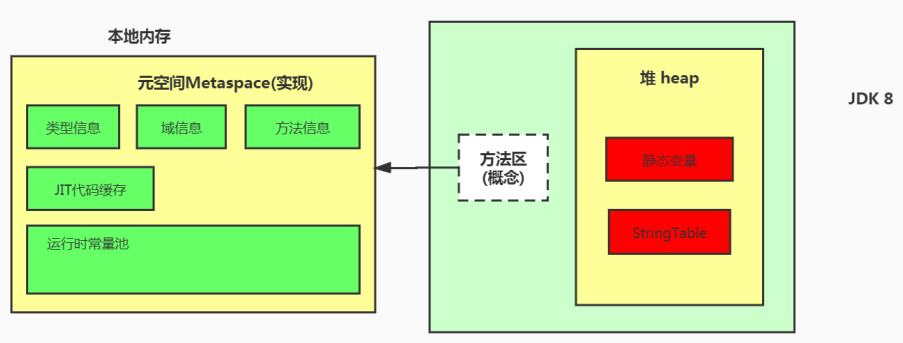 本地内存
元空间Metaspace(实现)
类型信息
域信息
方法信息
JIT代码缓存
运行时常量池
方法区
(概念)
堆 heap
静态变量
StringTable
JDK 8